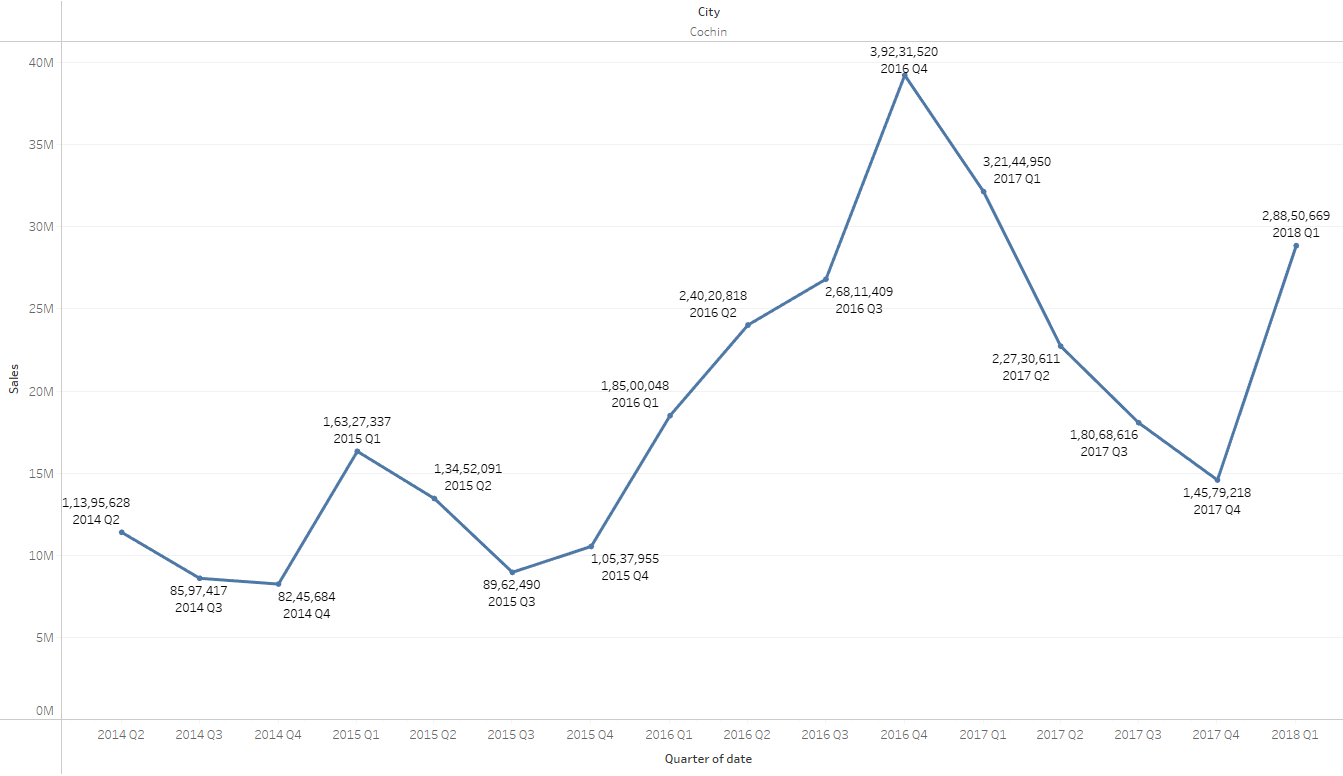 City
Cochin
40M
35M
30M
25M
20M
15M
10M
5M
0M
Sales
1,13,95,628
2014 Q2
85,97,417
2014 Q3
82,45,684
2014 Q4
1,63,27,337
2015 Q1
1,34,52,091
2015 Q2
89,62,490
2015 Q3
1,05,37,955
2015 Q4
1,85,00,048
2016 Q1
2,40,20,818
2016 Q2
2,68,11,409
2016 Q3
3,92,31,520
2016 Q4
3,21,44,950
2017 Q1
2,27,30,611
2017 Q2
1,80,68,616
2017 Q3
1,45,79,218
2017 Q4
2,88,50,669
2018 Q1
2014 Q2 2014 Q3 2014 Q4 2015 Q1 2015 Q2 2015 Q3 2015 Q4 2016 Q1 2016 Q2 2016 Q3 2016 Q4 2017 Q1 2017 Q2 2017 Q3 2017 Q4 2018 Q1
Quarter of date